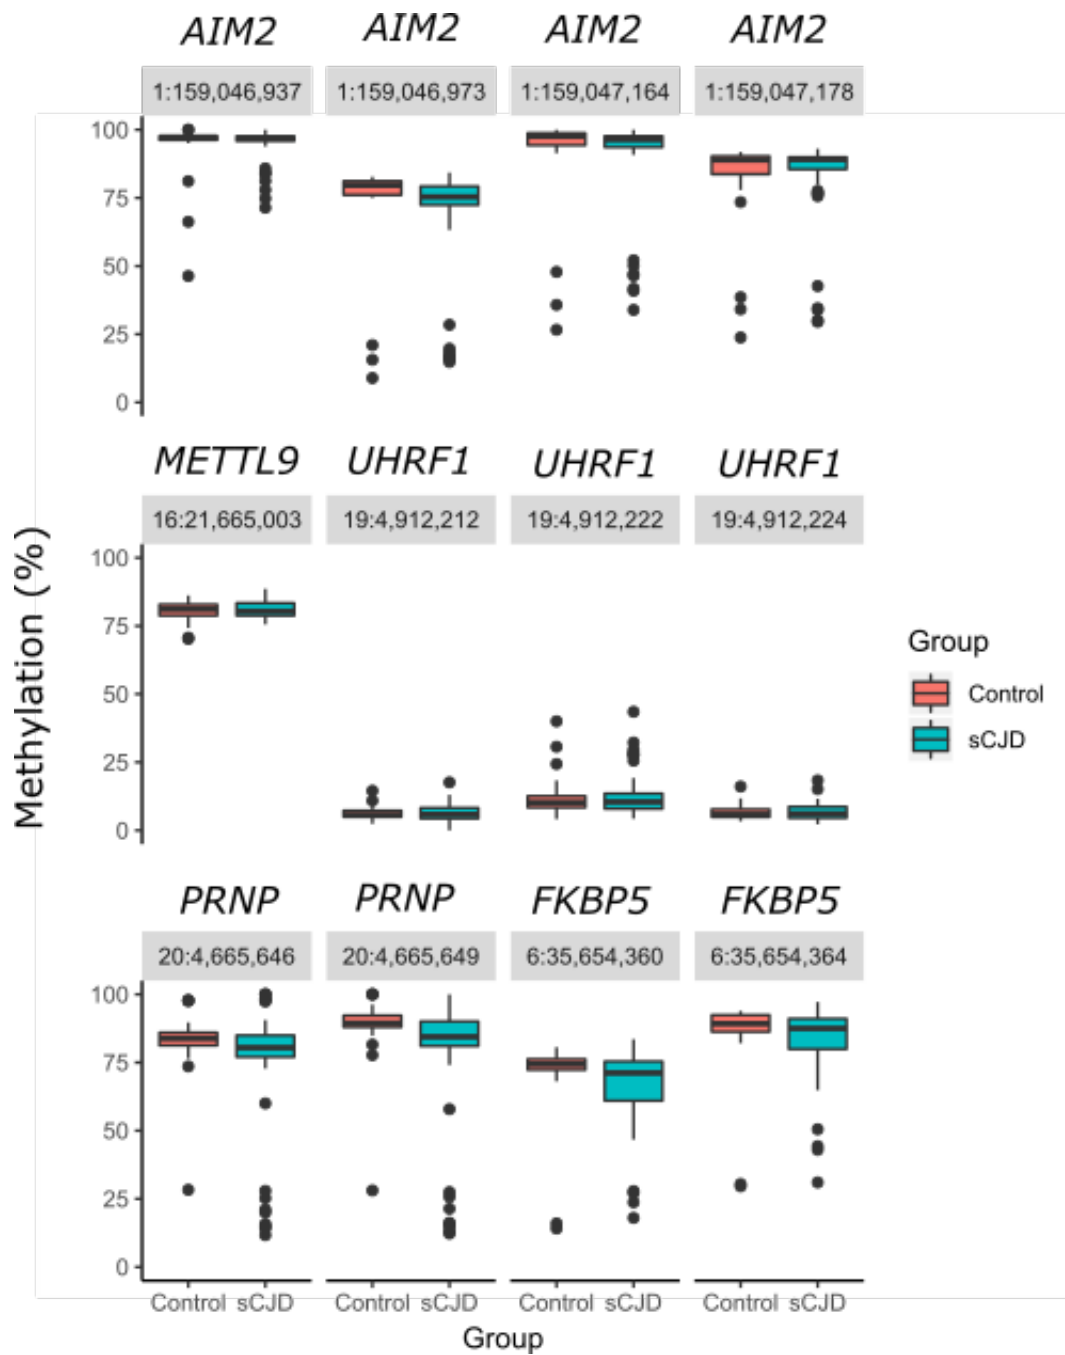 AIM2 AIM2 AIM2 AIM2
1:159,046,937 1:159,046,973 1:159,047,164 1:159,047,178
100
75
50
25
0
METTL9 UHRF1 UHRF1 UHRF1
16:21,665,003 19:4,912,212 19:4,912,222 19:4,912,224
100
75
50
25
0
Methylation (%)
Group
Control
sCJD
PRNP PRNP FKBP5 FKBP5
20:4,665,646 20:4,665,649 6:35,654,360 6:35,654,364
100
75
50
25
0
Control sCJD Control sCJD Control sCJD Control sCJD
Group